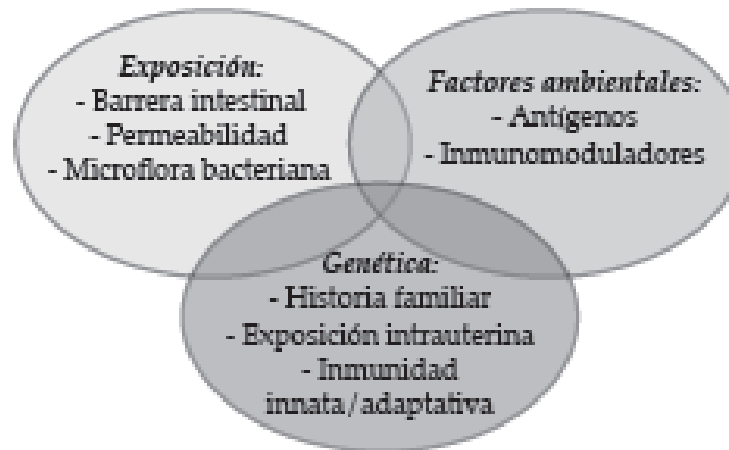 Exposición:
- Barrera intestinal
- Permeabilidad
- Microflora bacteriana
Factores ambientales:
- Antígenos
- Inmunomoduladores
Genética:
- Historia familiar
- Exposición intrauterina
- Inmunidad
innata/adaptativa